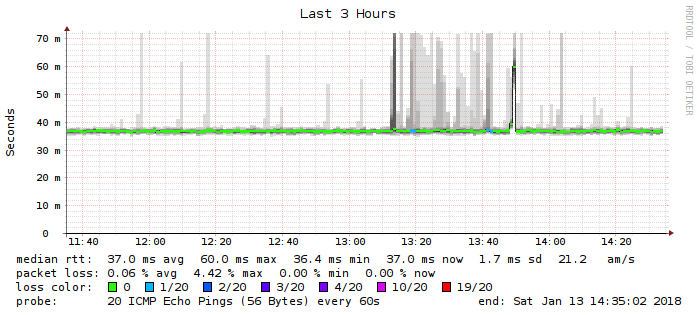 Last 3 Hours
RRDTOOL / TOBI OETIKER
Seconds
70 m
60 m
50 m
40 m
30 m
20 m
10 m
0
11:40 12:00 12:20 12:40 13:00 13:20 13:40 14:00 14:20
median rtt: 37.0 ms avg 60.0 ms max 36.4 ms min 37.0 ms now 1.7 ms sd 21.2 am/s
packet loss: 0.06 % avg 4.42 % max 0.00 % min 0.00 % now
loss color: 0 1/20 2/20 3/20 4/20 10/20 19/20
probe: 20 ICMP Echo Pings (56 Bytes) every 60s end: Sat Jan 13 14:35:02 2018